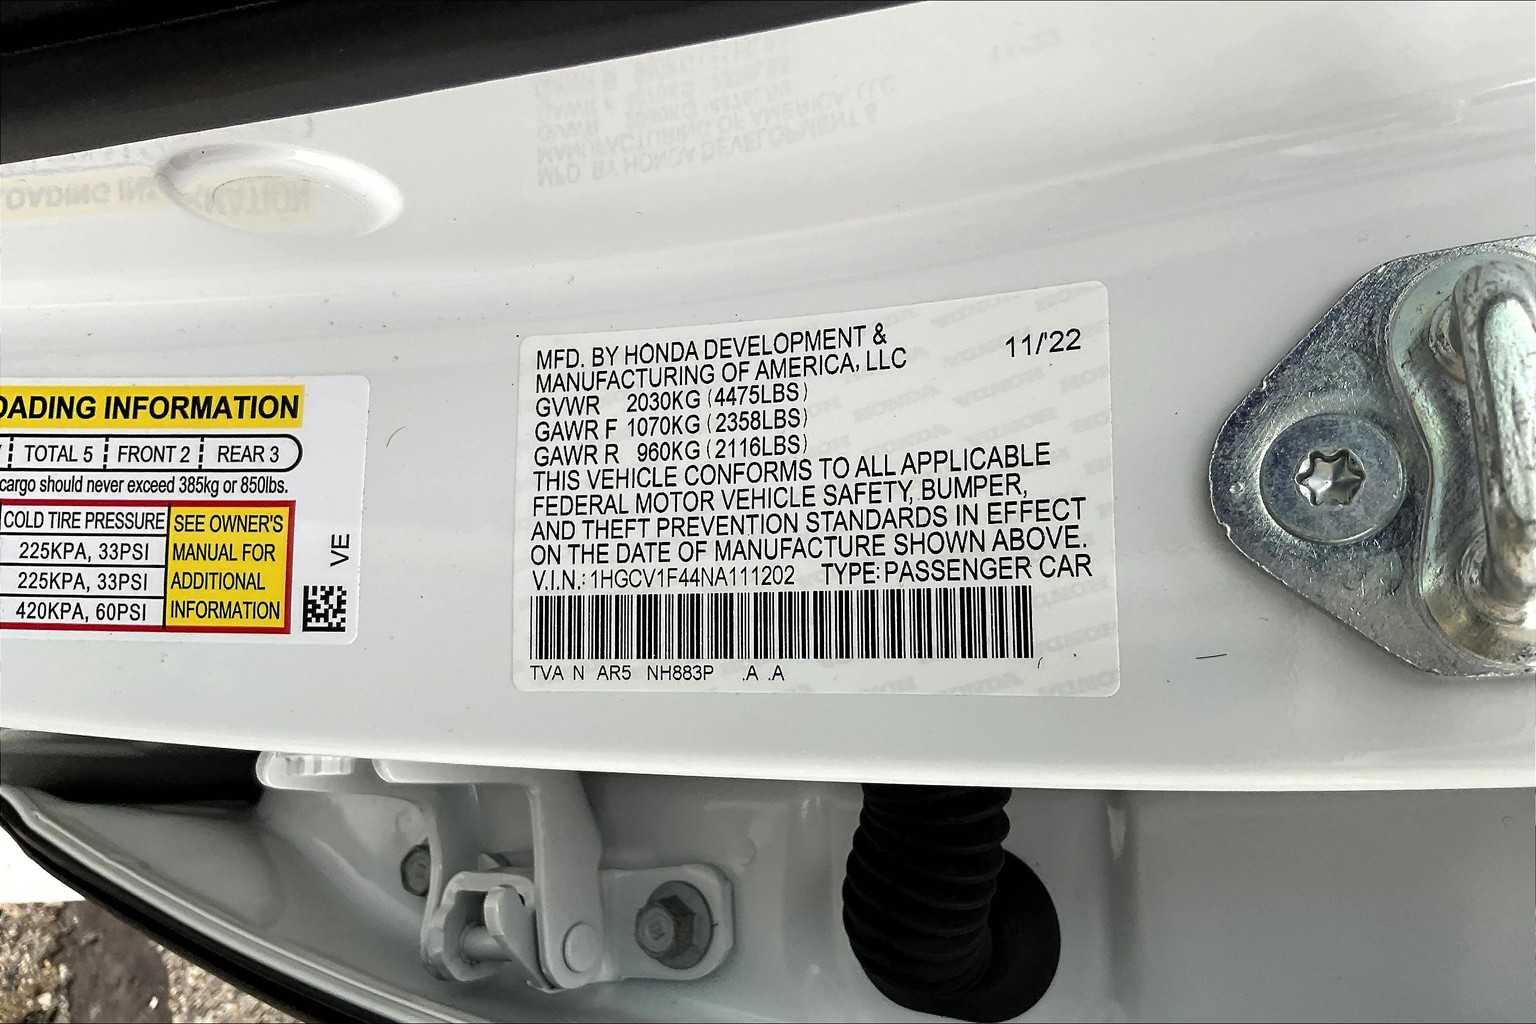 OADING INFORMATION
TOTAL 5 FRONT 2 REAR 3
cargo should never exceed 385kg or 850lbs.
COLD TIRE PRESSURE
225KPA, 33PSI
225KPA, 33PSI
420KPA, 60PSI
SEE OWNER'S
MANUAL FOR
ADDITIONAL
INFORMATION
VE
MFD. BY HONDA DEVELOPMENT &
MANUFACTURING OF AMERICA, LLC
11/'22
GVWR 2030KG (4475LBS)
GAWR F 1070KG (2358LBS)
GAWR R 960KG (2116LBS)
THIS VEHICLE CONFORMS TO ALL APPLICABLE
FEDERAL MOTOR VEHICLE SAFETY, BUMPER,
AND THEFT PREVENTION STANDARDS IN EFFECT
ON THE DATE OF MANUFACTURE SHOWN ABOVE.
V.I.N.: 1HGCV1F44NA111202 TYPE: PASSENGER CAR
TVA N AR5 NH883P .A .A